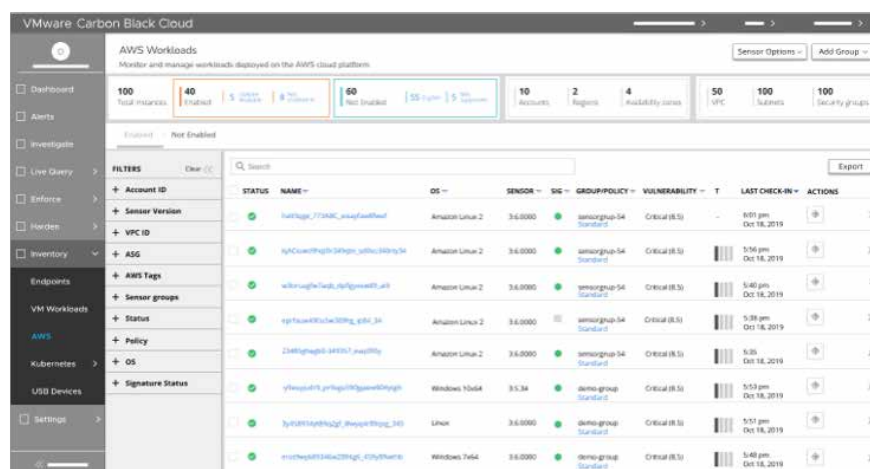 VMware Carbon Black Cloud
AWS Workloads
Monitor and manage workloads deployed on the AWS cloud platform
Sensor Options
Add Group
100
Total Instances
40
Enabled
5
8
60
Not Enabled
55 Eligible
5 Not Supported
10
Accounts
2
Regions
4
Availability zones
50
VPC
100
Subnets
100
Security groups
Enabled
Not Enabled
Dashboard
Alerts
Investigate
Live Query
Enforce
Harden
Inventory
Endpoints
VM Workloads
AWS
Kubernetes
USB Devices
Settings
FILTERS
Clear
+ Account ID
+ Sensor Version
+ VPC ID
+ ASG
+ AWS Tags
+ Sensor groups
+ Status
+ Policy
+ OS
+ Signature Status
Search
Export
STATUS NAME OS SENSOR SIG GROUP/POLICY VULNERABILITY T LAST CHECK-IN ACTIONS
Amazon Linux 2 3.6.0000 sensorgrup-54 Critical (8.5) - 6:01 pm
Standard Oct 18, 2019
Amazon Linux 2 3.6.0000 sensorgrup-54 Critical (8.5) 5:56 pm
Standard Oct 18, 2019
Amazon Linux 2 3.6.0000 sensorgrup-54 Critical (8.5) 5:40 pm
Standard Oct 18, 2019
Amazon Linux 2 3.6.0000 sensorgrup-54 Critical (8.5) 5:38 pm
Standard Oct 18, 2019
Amazon Linux 2 3.6.0000 sensorgrup-54 Critical (8.5) 5:35
Standard Oct 18, 2019
Windows 10x64 3.5.34 demo-group Critical (8.5) 5:53 pm
Standard Oct 18, 2019
Linux 3.6.0000 demo-group Critical (8.5) 5:51 pm
Standard Oct 18, 2019
Windows 7x64 3.6.0000 demo-group Critical (8.5) 5:48 pm
Standard Oct 18, 2019